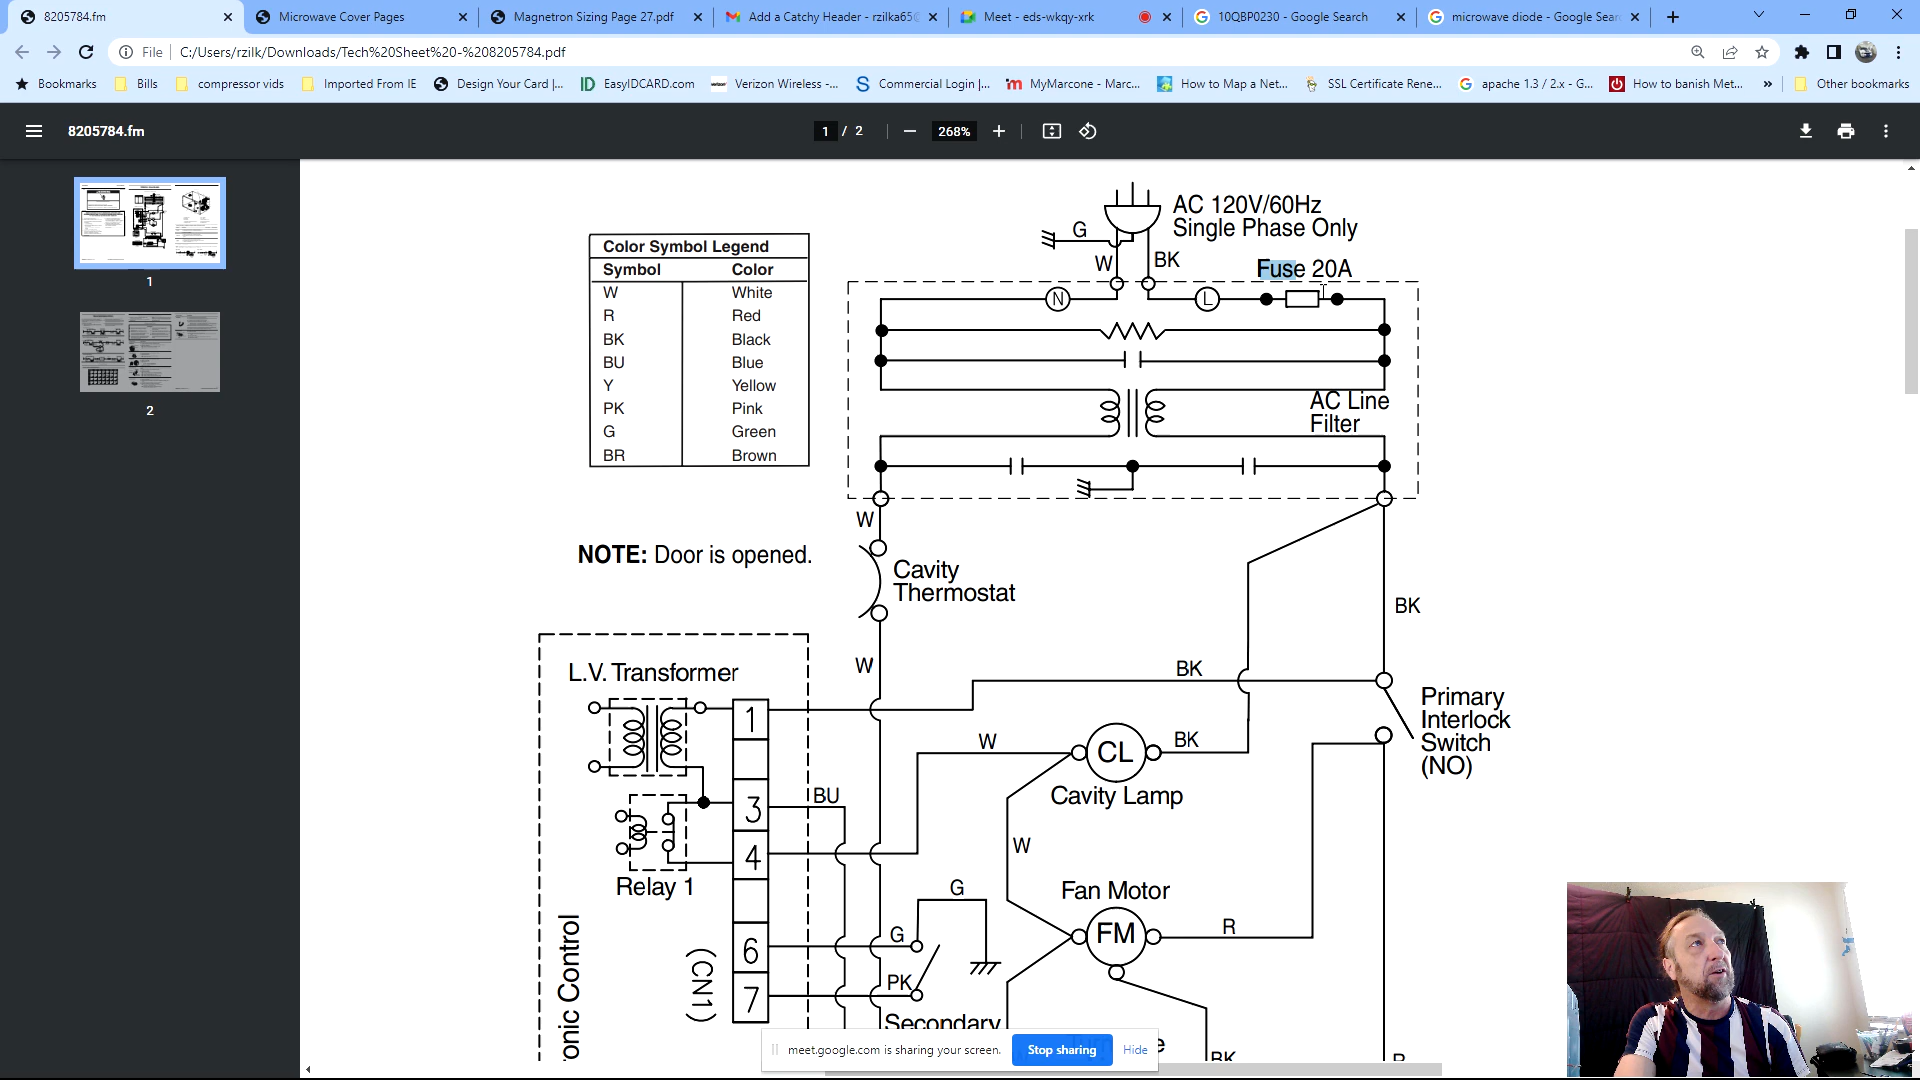 8205784.fm
Microwave Cover Pages
Magnetron Sizing Page 27.pdf
Add a Catchy Header - rzilka65@
Meet - eds-wkqy-xrk
10QBP0230 - Google Search
microwave diode - Google Sear
File
C:/Users/rzilk/Downloads/Tech%20Sheet%20-%208205784.pdf
Bookmarks
Bills
compressor vids
Imported From IE
Design Your Card |...
EasyIDCARD.com
Verizon Wireless -...
Commercial Login |...
MyMarcone - Marc...
How to Map a Net...
SSL Certificate Rene...
apache 1.3 / 2.x - G...
How to banish Met...
»
Other bookmarks
8205784.fm
1 / 2
268%
1
2
AC 120V/60Hz
Single Phase Only
G
W
BK
Fuse 20A
N
L
Color Symbol Legend
Symbol Color
W White
R Red
BK Black
BU Blue
Y Yellow
PK Pink
G Green
BR Brown
AC Line
Filter
NOTE: Door is opened.
W
Cavity
Thermostat
BK
W
BK
L.V. Transformer
Primary
Interlock
Switch
(NO)
1
W
CL
BK
Cavity Lamp
3
BU
4
W
Relay 1
G
Fan Motor
FM
R
6
G
7
PK
(CN1)
onic Control
Secondary
BK
R
meet.google.com is sharing your screen.
Stop sharing
Hide